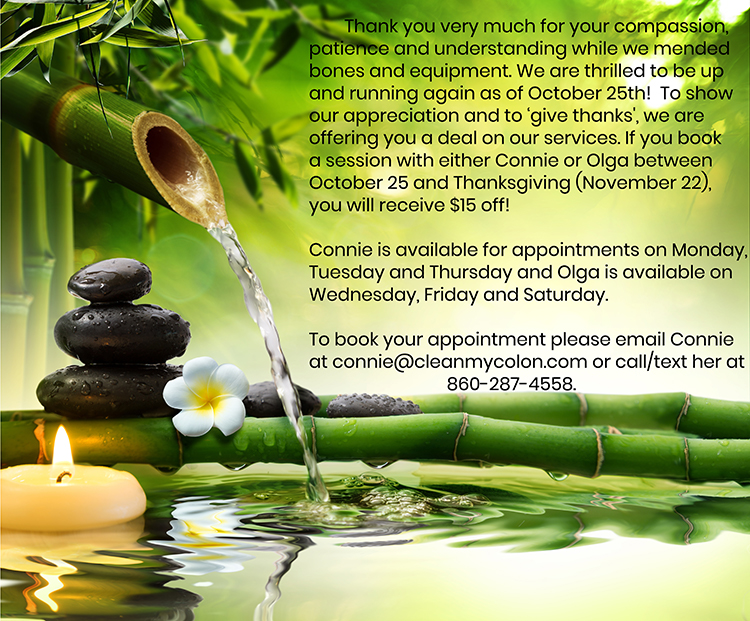 Thank you very much for your compassion,
patience and understanding while we mended
bones and equipment. We are thrilled to be up
and running again as of October 25th! To show
our appreciation and to 'give thanks', we are
offering you a deal on our services. If you book
a session with either Connie or Olga between
October 25 and Thanksgiving (November 22),
you will receive $15 off!
Connie is available for appointments on Monday,
Tuesday and Thursday and Olga is available on
Wednesday, Friday and Saturday.
To book your appointment please email Connie
at connie@cleanmycolon.com or call/text her at
860-287-4558.